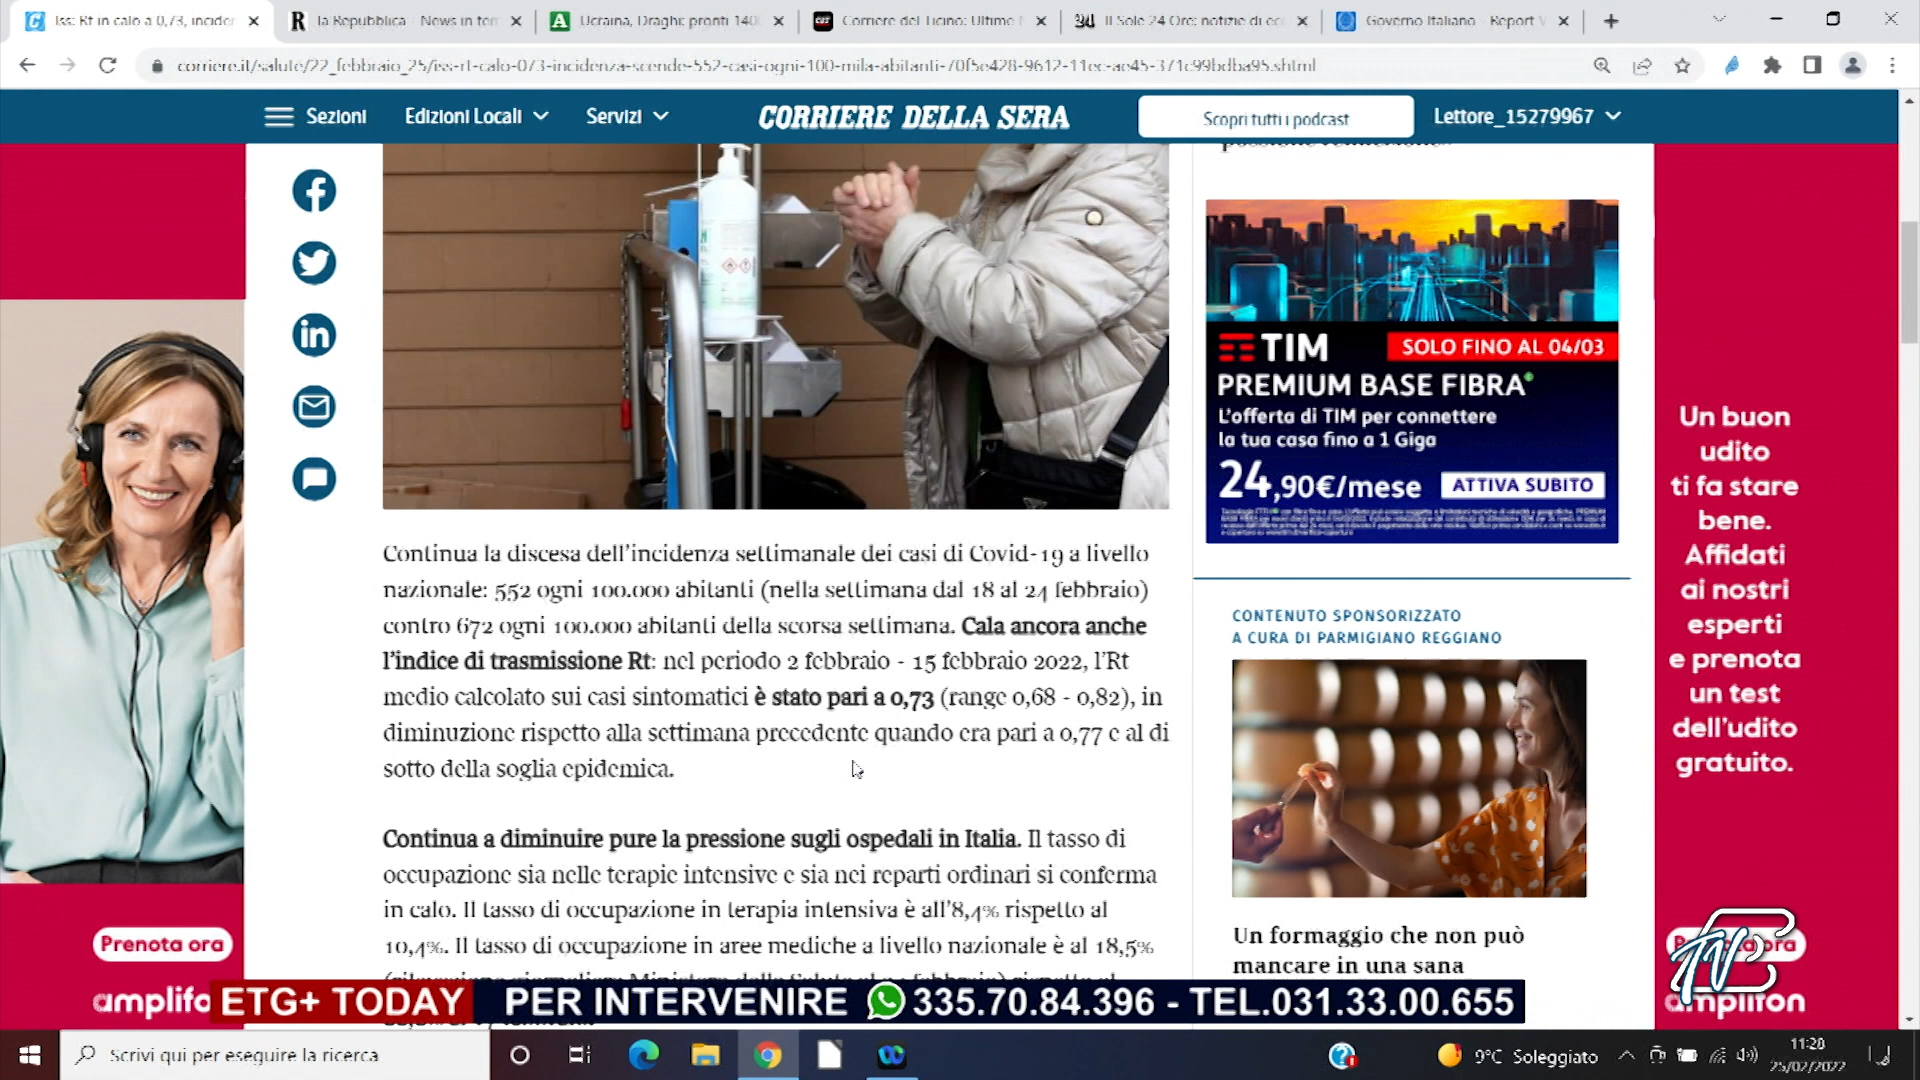 Iss: Rt in calo a 0,73, inciden
la Repubblica - News in tem
Ucraina, Draghi: pronti 140
Corriere del Ticino: Ultime N
Il Sole 24 Ore: notizie di ec
Governo Italiano - Report V
corriere.it/salute/22_febbraio_25/iss-rt-calo-073-incidenza-scende-552-casi-ogni-100-mila-abitanti-70f5e428-9612-11ec-ae45-371c99bdba95.shtml
Sezioni
Edizioni Locali
Servizi
CORRIERE DELLA SERA
Scopri tutti i podcast
Lettore_15279967
TIM
SOLO FINO AL 04/03
PREMIUM BASE FIBRA
L'offerta di TIM per connettere
la tua casa fino a 1 Giga
24,90€/mese
ATTIVA SUBITO
Continua la discesa dell'incidenza settimanale dei casi di Covid-19 a livello
nazionale: 552 ogni 100.000 abitanti (nella settimana dal 18 al 24 febbraio)
contro 672 ogni 100.000 abitanti della scorsa settimana. Cala ancora anche
l'indice di trasmissione Rt: nel periodo 2 febbraio - 15 febbraio 2022, l'Rt
medio calcolato sui casi sintomatici è stato pari a 0,73 (range 0,68 - 0,82), in
diminuzione rispetto alla settimana precedente quando era pari a 0,77 e al di
sotto della soglia epidemica.
Continua a diminuire pure la pressione sugli ospedali in Italia. Il tasso di
occupazione sia nelle terapie intensive e sia nei reparti ordinari si conferma
in calo. Il tasso di occupazione in terapia intensiva è all'8,4% rispetto al
10,4%. Il tasso di occupazione in aree mediche a livello nazionale è al 18,5%
CONTENUTO SPONSORIZZATO
A CURA DI PARMIGIANO REGGIANO
Un formaggio che non può
mancare in una sana
Un buon
udito
ti fa stare
bene.
Affidati
ai nostri
esperti
e prenota
un test
dell'udito
gratuito.
Prenota ora
amplifo
amplifon
ETG+ TODAY
PER INTERVENIRE 335.70.84.396 - TEL.031.33.00.655
Scrivi qui per eseguire la ricerca
9°C Soleggiato
11:28
25/02/2022